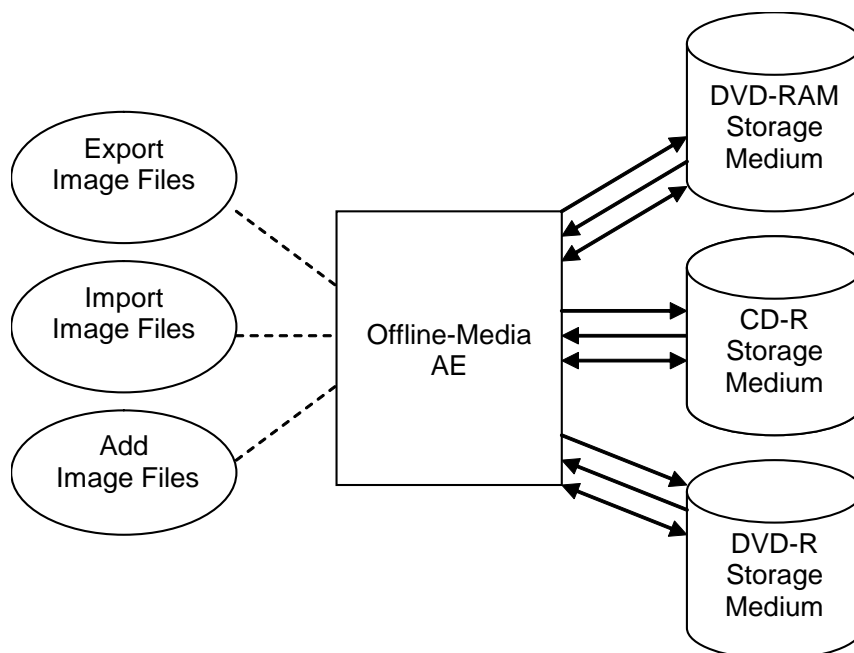 Export
Image Files
Import
Image Files
Add
Image Files
Offline-Media
AE
DVD-RAM
Storage
Medium
CD-R
Storage
Medium
DVD-R
Storage
Medium